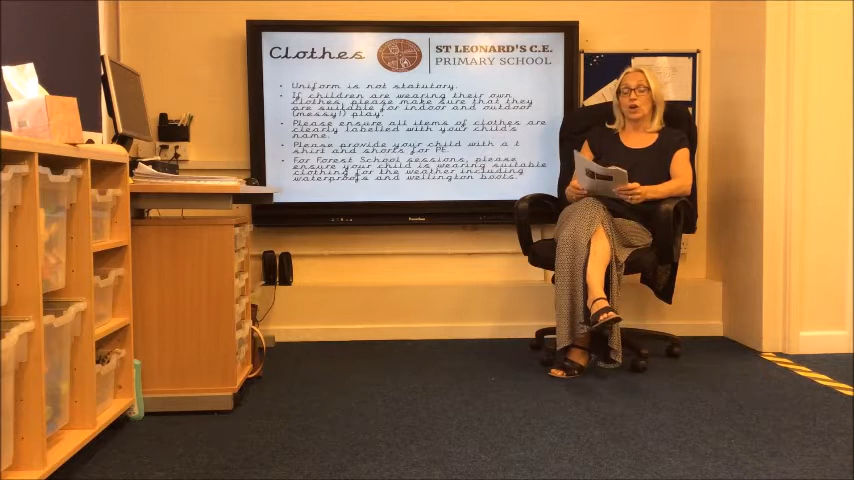 Clothes
ST LEONARD'S C.E.
PRIMARY SCHOOL
• Uniform is not statutory.
• If children are wearing their own
clothes, please make sure that they
are suitable for indoor and outdoor
(messy!) play.
• Please ensure all items of clothes are
clearly labelled with your child's
name.
• Please provide your child with a t
shirt and shorts for PE.
• For Forest School sessions, please
ensure your child is wearing suitable
clothing for the weather including
waterproofs and wellington boots.